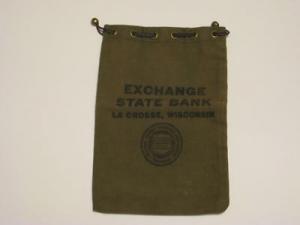 EXCHANGE
STATE BANK
LA CROSSE, WISCONSIN